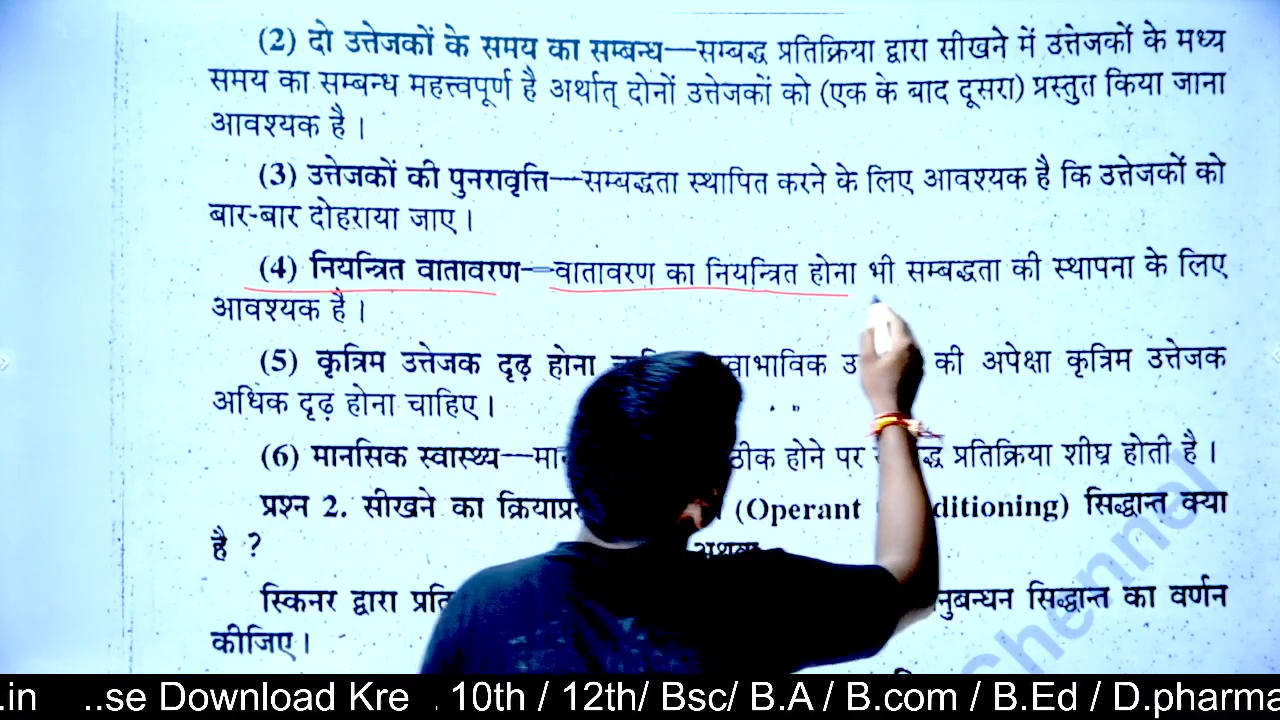 (2) दो उत्तेजकों के समय का सम्बन्ध—सम्बद्ध प्रतिक्रिया द्वारा सीखने में उत्तेजकों के मध्य
समय का सम्बन्ध महत्त्वपूर्ण है अर्थात् दोनों उत्तेजकों को (एक के बाद दूसरा) प्रस्तुत किया जाना
आवश्यक है।
(3) उत्तेजकों की पुनरावृत्ति—सम्बद्धता स्थापित करने के लिए आवश्यक है कि उत्तेजकों को
बार-बार दोहराया जाए।
(4) नियन्त्रित वातावरण—वातावरण का नियन्त्रित होना भी सम्बद्धता की स्थापना के लिए
आवश्यक है।
(5) कृत्रिम उत्तेजक दृढ़ होना की अपेक्षा कृत्रिम उत्तेजक
अधिक दृढ़ होना चाहिए।
(6) मानसिक स्वास्थ्य— ठीक होने पर प्रतिक्रिया शीघ्र होती है।
प्रश्न 2. सीखने का (Operant सिद्धान्त क्या
है ?
अथवा
स्किनर द्वारा सिद्धान्त का वर्णन
कीजिए।
Chennol
.in ..se Download Kre . 10th / 12th/ Bsc/ B.A / B.com / B.Ed / D.pharma